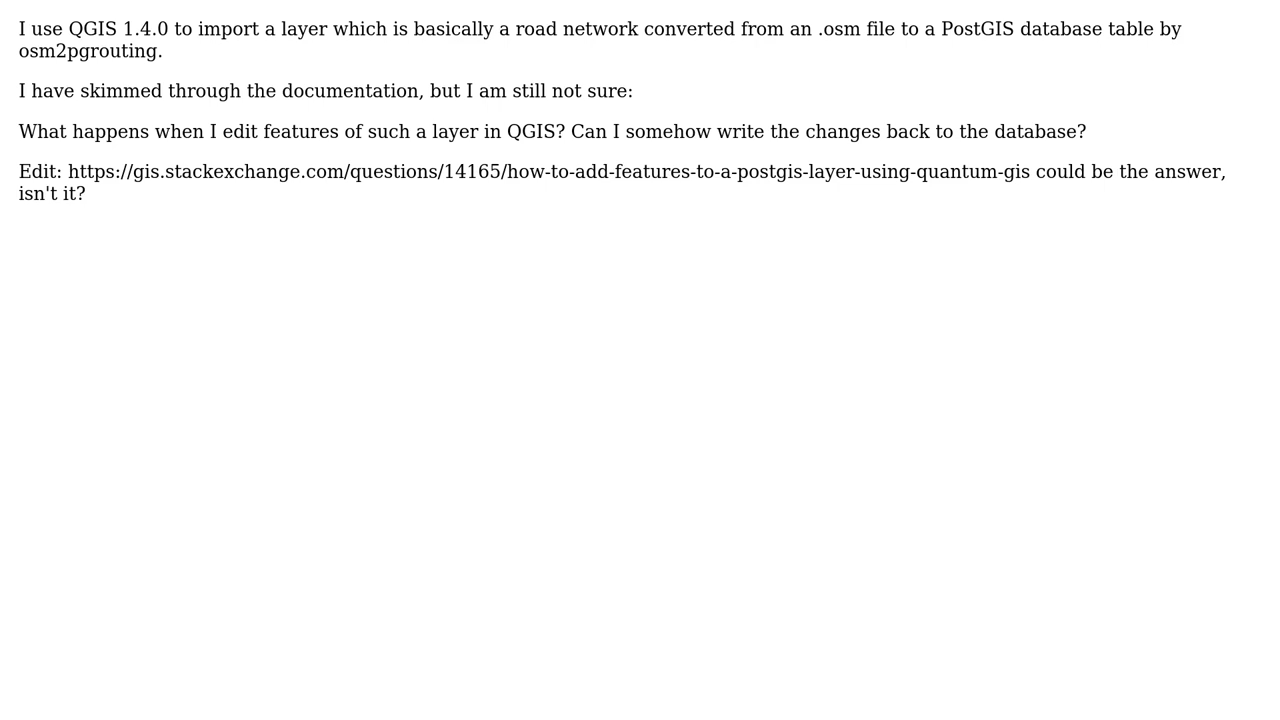 I use QGIS 1.4.0 to import a layer which is basically a road network converted from an .osm file to a PostGIS database table by
osm2pgrouting.
I have skimmed through the documentation, but I am still not sure:
What happens when I edit features of such a layer in QGIS? Can I somehow write the changes back to the database?
Edit: https://gis.stackexchange.com/questions/14165/how-to-add-features-to-a-postgis-layer-using-quantum-gis could be the answer,
isn't it?